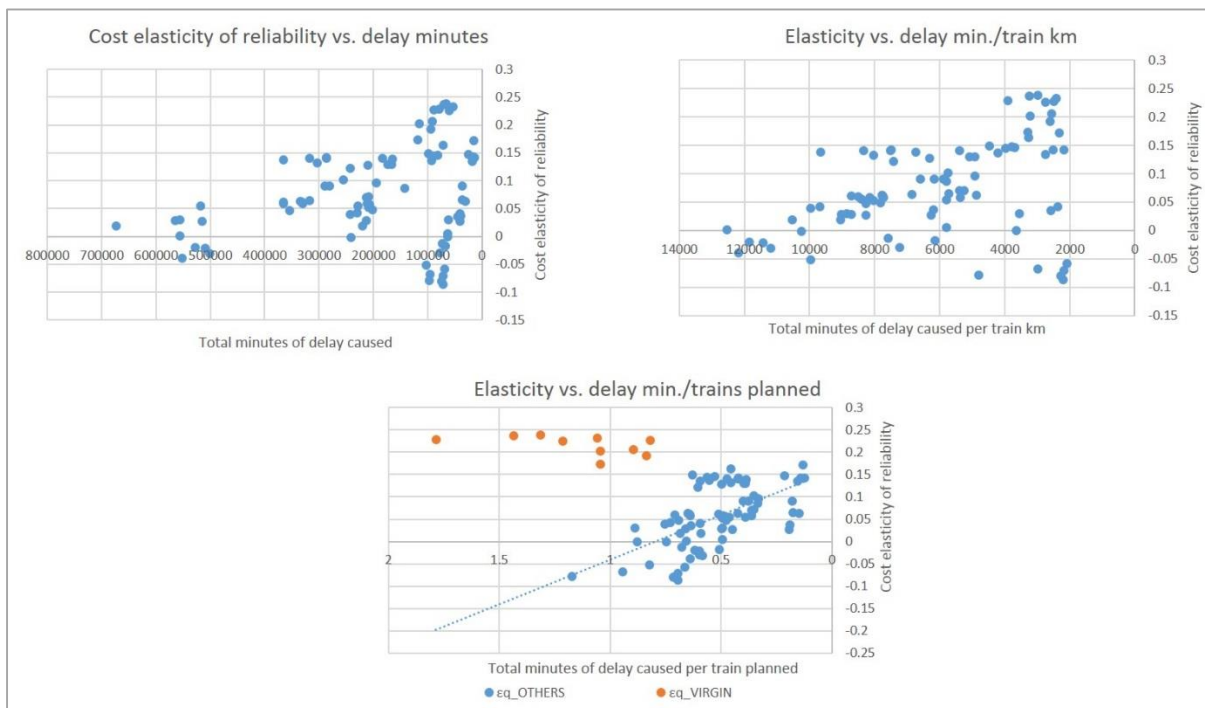 Cost elasticity of reliability vs. delay minutes
0.3
0.25
0.2
0.15
0.1
0.05
0
-0.05
-0.1
-0.15
800000 700000 600000 500000 400000 300000 200000 100000 0
Cost elasticity of reliability
Total minutes of delay caused
Elasticity vs. delay min./train km
0.3
0.25
0.2
0.15
0.1
0.05
0
-0.05
-0.1
-0.15
14000 12000 10000 8000 6000 4000 2000 0
Cost elasticity of reliability
Total minutes of delay caused per train km
Elasticity vs. delay min./trains planned
0.3
0.25
0.2
0.15
0.1
0.05
0
-0.05
-0.1
-0.15
-0.2
-0.25
2 1.5 1 0.5 0
Cost elasticity of reliability
Total minutes of delay caused per train planned
εq_OTHERS εq_VIRGIN